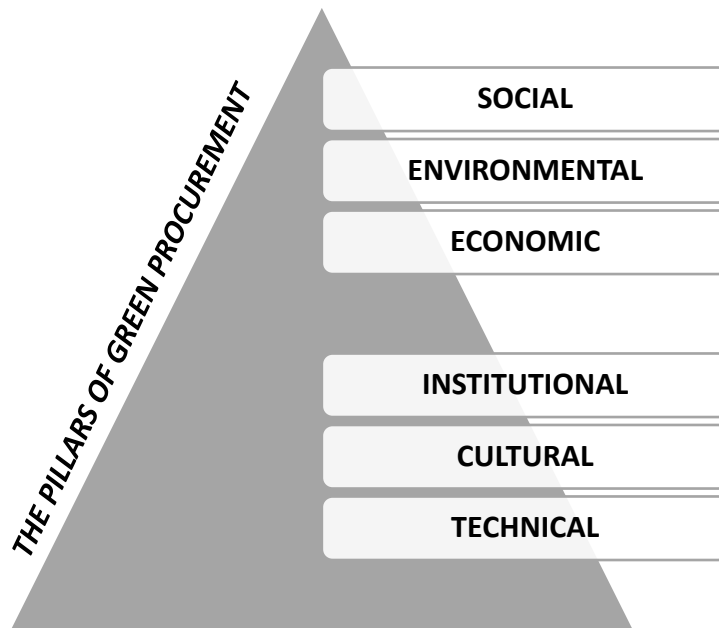 THE PILLARS OF GREEN PROCUREMENT
SOCIAL
ENVIRONMENTAL
ECONOMIC
INSTITUTIONAL
CULTURAL
TECHNICAL